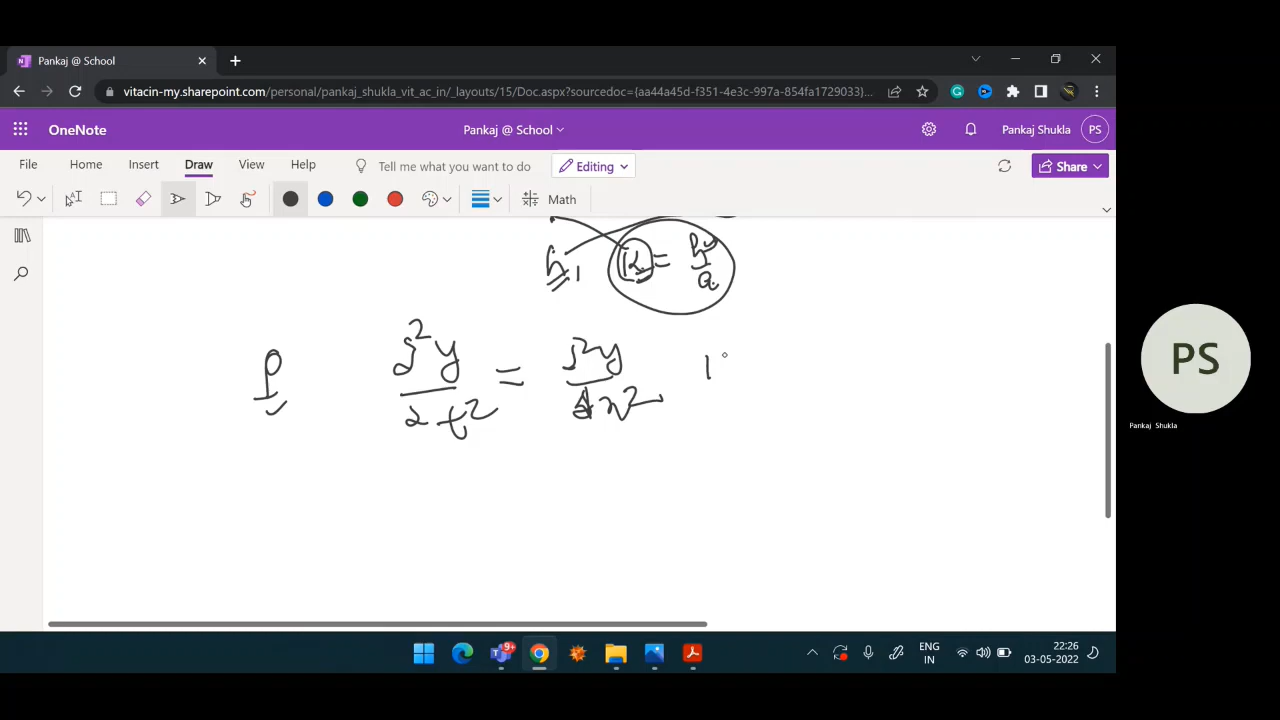 Pankaj @ School
vitacin-my.sharepoint.com/personal/pankaj_shukla_vit_ac_in/_layouts/15/Doc.aspx?sourcedoc={aa44a45d-f351-4e3c-997a-854fa1729033}...
OneNote
Pankaj @ School
Pankaj Shukla
PS
File Home Insert Draw View Help
Tell me what you want to do
Editing
Share
Math
∂²y = ∂²y
∂t² ∂x²
PS
Pankaj Shukla
9+
ENG
IN
22:26
03-05-2022